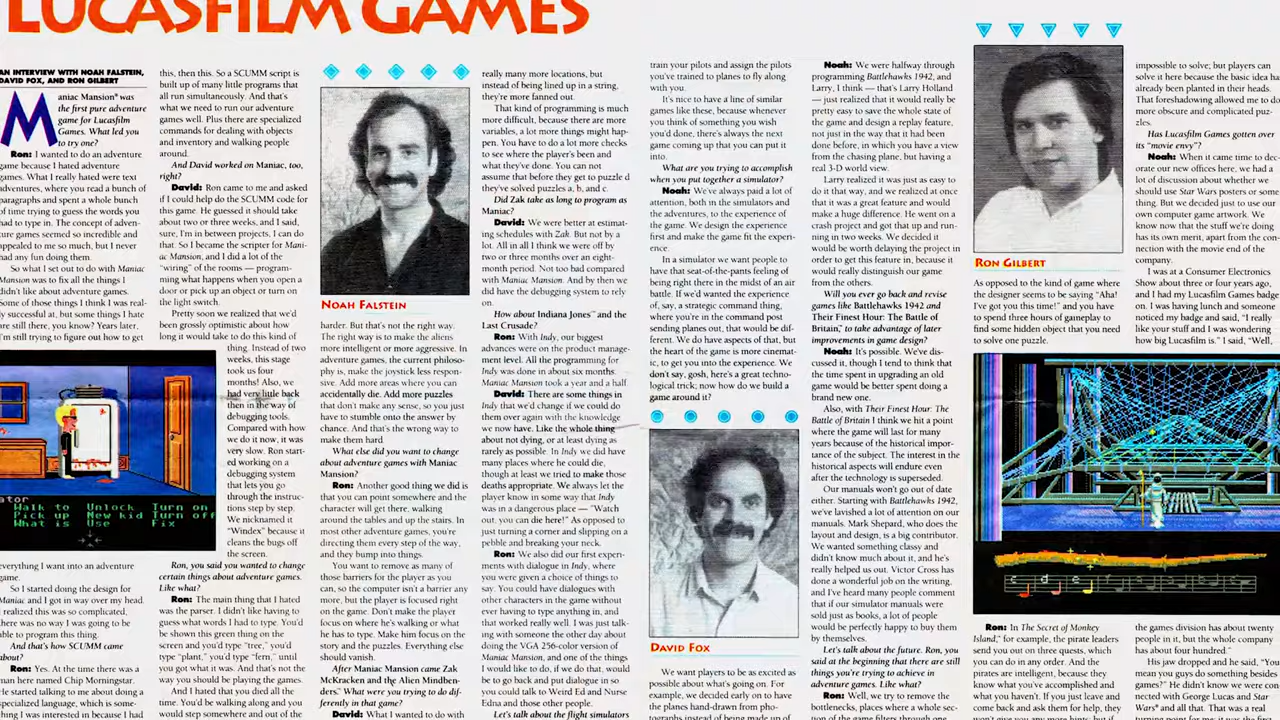 LUCASFILM GAMES
AN INTERVIEW WITH NOAH FALSTEIN,
DAVID FOX, AND RON GILBERT
Maniac Mansion® was
the first pure adventure
game for Lucasfilm
Games. What led you
to try one?
Ron: I wanted to do an adventure
game because I hated adventure
games. What I really hated were text
adventures, where you read a bunch of
paragraphs and spent a whole bunch
of time trying to guess the words you
had to type in. The concept of adven-
ture games seemed so incredible and
appealed to me so much, but I never
had any fun doing them.
So what I set out to do with Maniac
Mansion was to fix all the things I
didn't like about adventure games.
Some of those things I think I was real-
ly successful at, but some things I hate
are still there, you know? Years later,
I'm still trying to figure out how to get
ator
Walk to Unlock Turn on
Pick up New kid Turn off
What is Use Fix
everything I want into an adventure
game.
So I started doing the design for
Maniac and I got in way over my head.
I realized this was so complicated,
there was no way I was going to be
able to program this thing.
And that's how SCUMM came
about?
Ron: Yes. At the time there was a
man here named Chip Morningstar.
He started talking to me about doing a
specialized language, which is some-
thing I was interested in because I had
this, then this. So a SCUMM script is
built up of many little programs that
all run simultaneously. And that's
what we need to run our adventure
games well. Plus there are specialized
commands for dealing with objects
and inventory and walking people
around.
And David worked on Maniac, too,
right?
David: Ron came to me and asked
if I could help do the SCUMM code for
this game. He guessed it should take
about two or three weeks, and I said,
sure, I'm in between projects, I can do
that. So I became the scripter for Mani-
ac Mansion, and I did a lot of the
"wiring" of the rooms — program-
ming what happens when you open a
door or pick up an object or turn on
the light switch.
Pretty soon we realized that we'd
been grossly optimistic about how
long it would take to do this kind of
thing. Instead of two
weeks, this stage
took us four
months! Also, we
had very little back
then in the way of
debugging tools.
Compared with how
we do it now, it was
very slow. Ron start-
ed working on a
debugging system
that lets you go
through the instruc-
tions step by step.
We nicknamed it
"Windex" because it
cleans the bugs off
the screen.
Ron, you said you wanted to change
certain things about adventure games.
Like what?
Ron: The main thing that I hated
was the parser. I didn't like having to
guess what words I had to type. You'd
be shown this green thing on the
screen and you'd type "tree," you'd
type "plant," you'd type "fern," until
you got what it was. And that's not the
way you should be playing the games.
And I hated that you died all the
time. You'd be walking along and you
would step somewhere and out of the
NOAH FALSTEIN
harder. But that's not the right way.
The right way is to make the aliens
more intelligent or more aggressive. In
adventure games, the current philoso-
phy is, make the joystick less respon-
sive. Add more areas where you can
accidentally die. Add more puzzles
that don't make any sense, so you just
have to stumble onto the answer by
chance. And that's the wrong way to
make them hard.
What else did you want to change
about adventure games with Maniac
Mansion?
Ron: Another good thing we did is
that you can point somewhere and the
character will get there, walking
around the tables and up the stairs. In
most other adventure games, you're
directing them every step of the way,
and they bump into things.
You want to remove as many of
those barriers for the player as you
can, so the computer isn't a barrier any
more, but the player is focused right
on the game. Don't make the player
focus on where he's walking or what
he has to type. Make him focus on the
story and the puzzles. Everything else
should vanish.
After Maniac Mansion came Zak
McKracken and the Alien Mindben-
ders.™ What were you trying to do dif-
ferently in that game?
David: What I wanted to do with
really many more locations, but
instead of being lined up in a string,
they're more fanned out.
That kind of programming is much
more difficult, because there are more
variables, a lot more things might hap-
pen. You have to do a lot more checks
to see where the player's been and
what they've done. You can not
assume that before they get to puzzle d
they've solved puzzles a, b, and c.
Did Zak take as long to program as
Maniac?
David: We were better at estimat-
ing schedules with Zak. But not by a
lot. All in all I think we were off by
two or three months over an eight-
month period. Not too bad compared
with Maniac Mansion. And by then we
did have the debugging system to rely
on.
How about Indiana Jones™ and the
Last Crusade?
Ron: With Indy, our biggest
advances were on the product manage-
ment level. All the programming for
Indy was done in about six months.
Maniac Mansion took a year and a half.
David: There are some things in
Indy that we'd change if we could do
them over again with the knowledge
we now have. Like the whole thing
about not dying, or at least dying as
rarely as possible. In Indy we did have
many places where he could die,
though at least we tried to make those
deaths appropriate. We always let the
player know in some way that Indy
was in a dangerous place — "Watch
out, you can die here!" As opposed to
just turning a corner and slipping on a
pebble and breaking your neck.
Ron: We also did our first experi-
ments with dialogue in Indy, where
you were given a choice of things to
say. You could have dialogues with
other characters in the game without
ever having to type anything in, and
that worked really well. I was just talk-
ing with someone the other day about
doing the VGA 256-color version of
Maniac Mansion, and one of the things
I would like to do, if we do that, would
be to go back and put dialogue in so
you could talk to Weird Ed and Nurse
Edna and those other people.
Let's talk about the flight simulators
train your pilots and assign the pilots
you've trained to planes to fly along
with you.
It's nice to have a line of similar
games like these, because whenever
you think of something you wish
you'd done, there's always the next
game coming up that you can put it
into.
What are you trying to accomplish
when you put together a simulator?
Noah: We've always paid a lot of
attention, both in the simulators and
the adventures, to the experience of
the game. We design the experience
first and make the game fit the experi-
ence.
In a simulator we want people to
have that seat-of-the-pants feeling of
being right there in the midst of an air
battle. If we'd wanted the experience
of, say, a strategic command thing,
where you're in the command post
sending planes out, that would be dif-
ferent. We do have aspects of that, but
the heart of the game is more cinemat-
ic, to get you into the experience. We
don't say, gosh, here's a great techno-
logical trick; now how do we build a
game around it?
DAVID FOX
We want players to be as excited as
possible about what's going on. For
example, we decided early on to have
the planes hand-drawn from pho-
tographs instead of being made up of
Noah: We were halfway through
programming Battlehawks 1942, and
Larry, I think — that's Larry Holland
— just realized that it would really be
pretty easy to save the whole state of
the game and design a replay feature,
not just in the way that it had been
done before, in which you have a view
from the chasing plane, but having a
real 3-D world view.
Larry realized it was just as easy to
do it that way, and we realized at once
that it was a great feature and would
make a huge difference. He went on a
crash project and got that up and run-
ning in two weeks. We decided it
would be worth delaying the project in
order to get this feature in, because it
would really distinguish our game
from the others.
Will you ever go back and revise
games like Battlehawks 1942 and
Their Finest Hour: The Battle of
Britain,™ to take advantage of later
improvements in game design?
Noah: It's possible. We've dis-
cussed it, though I tend to think that
the time spent in upgrading an old
game would be better spent doing a
brand new one.
Also, with Their Finest Hour: The
Battle of Britain I think we hit a point
where the game will last for many
years because of the historical impor-
tance of the subject. The interest in the
historical aspects will endure even
after the technology is superseded.
Our manuals won't go out of date
either. Starting with Battlehawks 1942,
we've lavished a lot of attention on our
manuals. Mark Shepard, who does the
layout and design, is a big contributor.
We wanted something classy and
didn't know much about it, and he's
really helped us out. Victor Cross has
done a wonderful job on the writing,
and I've heard many people comment
that if our simulator manuals were
sold just as books, a lot of people
would be perfectly happy to buy them
by themselves.
Let's talk about the future. Ron, you
said at the beginning that there are still
things you're trying to achieve in
adventure games. Like what?
Ron: Well, we try to remove the
bottlenecks, places where a whole sec-
tion of the game filters through one
RON GILBERT
As opposed to the kind of game where
the designer seems to be saying "Aha!
I've got you this time!" and you have
to spend three hours of gameplay to
find some hidden object that you need
to solve one puzzle.
c d e
Ron: In The Secret of Monkey
Island,™ for example, the pirate leaders
send you out on three quests, which
you can do in any order. And the
pirates are intelligent, because they
know what you've accomplished and
what you haven't. If you just leave and
come back and ask them for help, they
won't give you any more hints; but if
impossible to solve; but players can
solve it here because the basic idea ha
already been planted in their heads.
That foreshadowing allowed me to do
more obscure and complicated puz-
zles.
Has Lucasfilm Games gotten over
its "movie envy"?
Noah: When it came time to dec
orate our new offices here, we had a
lot of discussion about whether we
should use Star Wars posters or some
thing. But we decided just to use our
own computer game artwork. We
know now that the stuff we're doing
has its own merit, apart from the con-
nection with the movie end of the
company.
I was at a Consumer Electronics
Show about three or four years ago,
and I had my Lucasfilm Games badge
on. I was having lunch and someone
noticed my badge and said, "I really
like your stuff and I was wondering
how big Lucasfilm is." I said, "Well,
the games division has about twenty
people in it, but the whole company
has about four hundred."
His jaw dropped and he said, "You
mean you guys do something besides
games?" He didn't know we were con
nected with George Lucas and Star
Wars® and all that. That was a real
turning point for me; it was the first